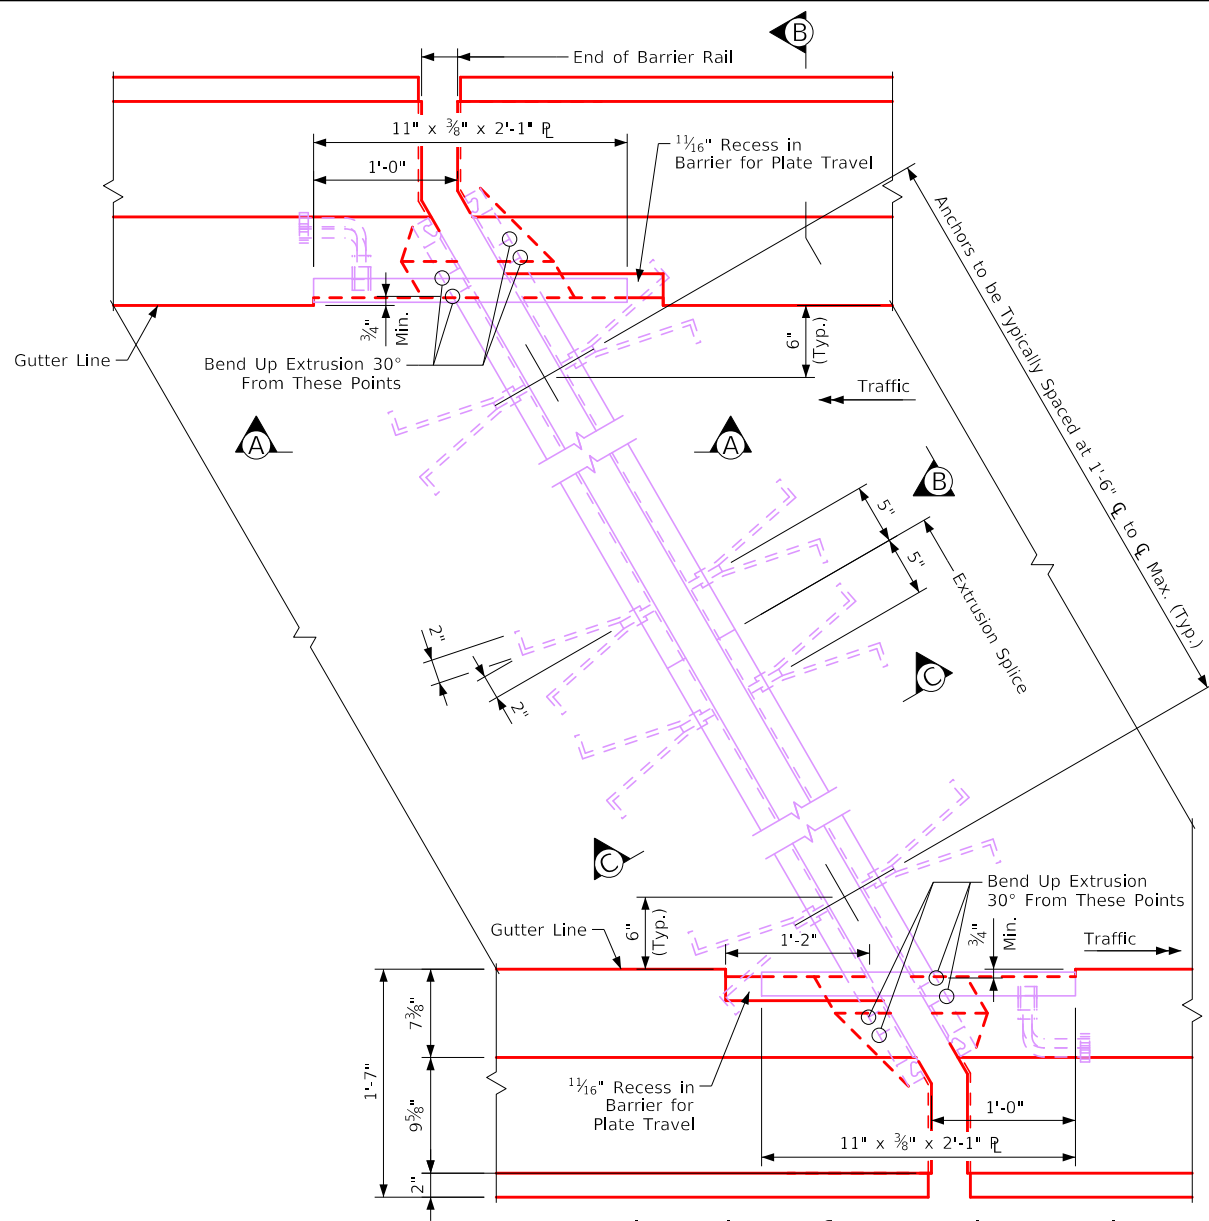 B
End of Barrier Rail
11" x 3/8" x 2'-1" ℄
11/16" Recess in
Barrier for Plate Travel
1'-0"
Anchors to be Typically Spaced at 1'-6" ℄ to ℄ Max. (Typ.)
3/4"
Min.
6"
(Typ.)
Gutter Line
Bend Up Extrusion 30°
From These Points
Traffic
A
A
B
5"
5"
Extrusion Splice
2"
2"
C
C
Bend Up Extrusion
30° From These Points
6"
(Typ.)
3/4"
Min.
Gutter Line
1'-2"
Traffic
7 3/8"
1'-7"
9 5/8"
2"
11/16" Recess in
Barrier for
Plate Travel
1'-0"
11" x 3/8" x 2'-1" ℄